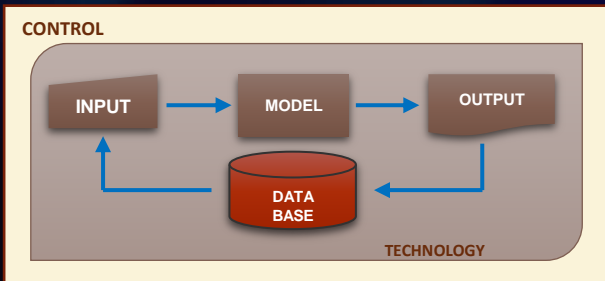 CONTROL
INPUT
MODEL
OUTPUT
DATA
BASE
TECHNOLOGY